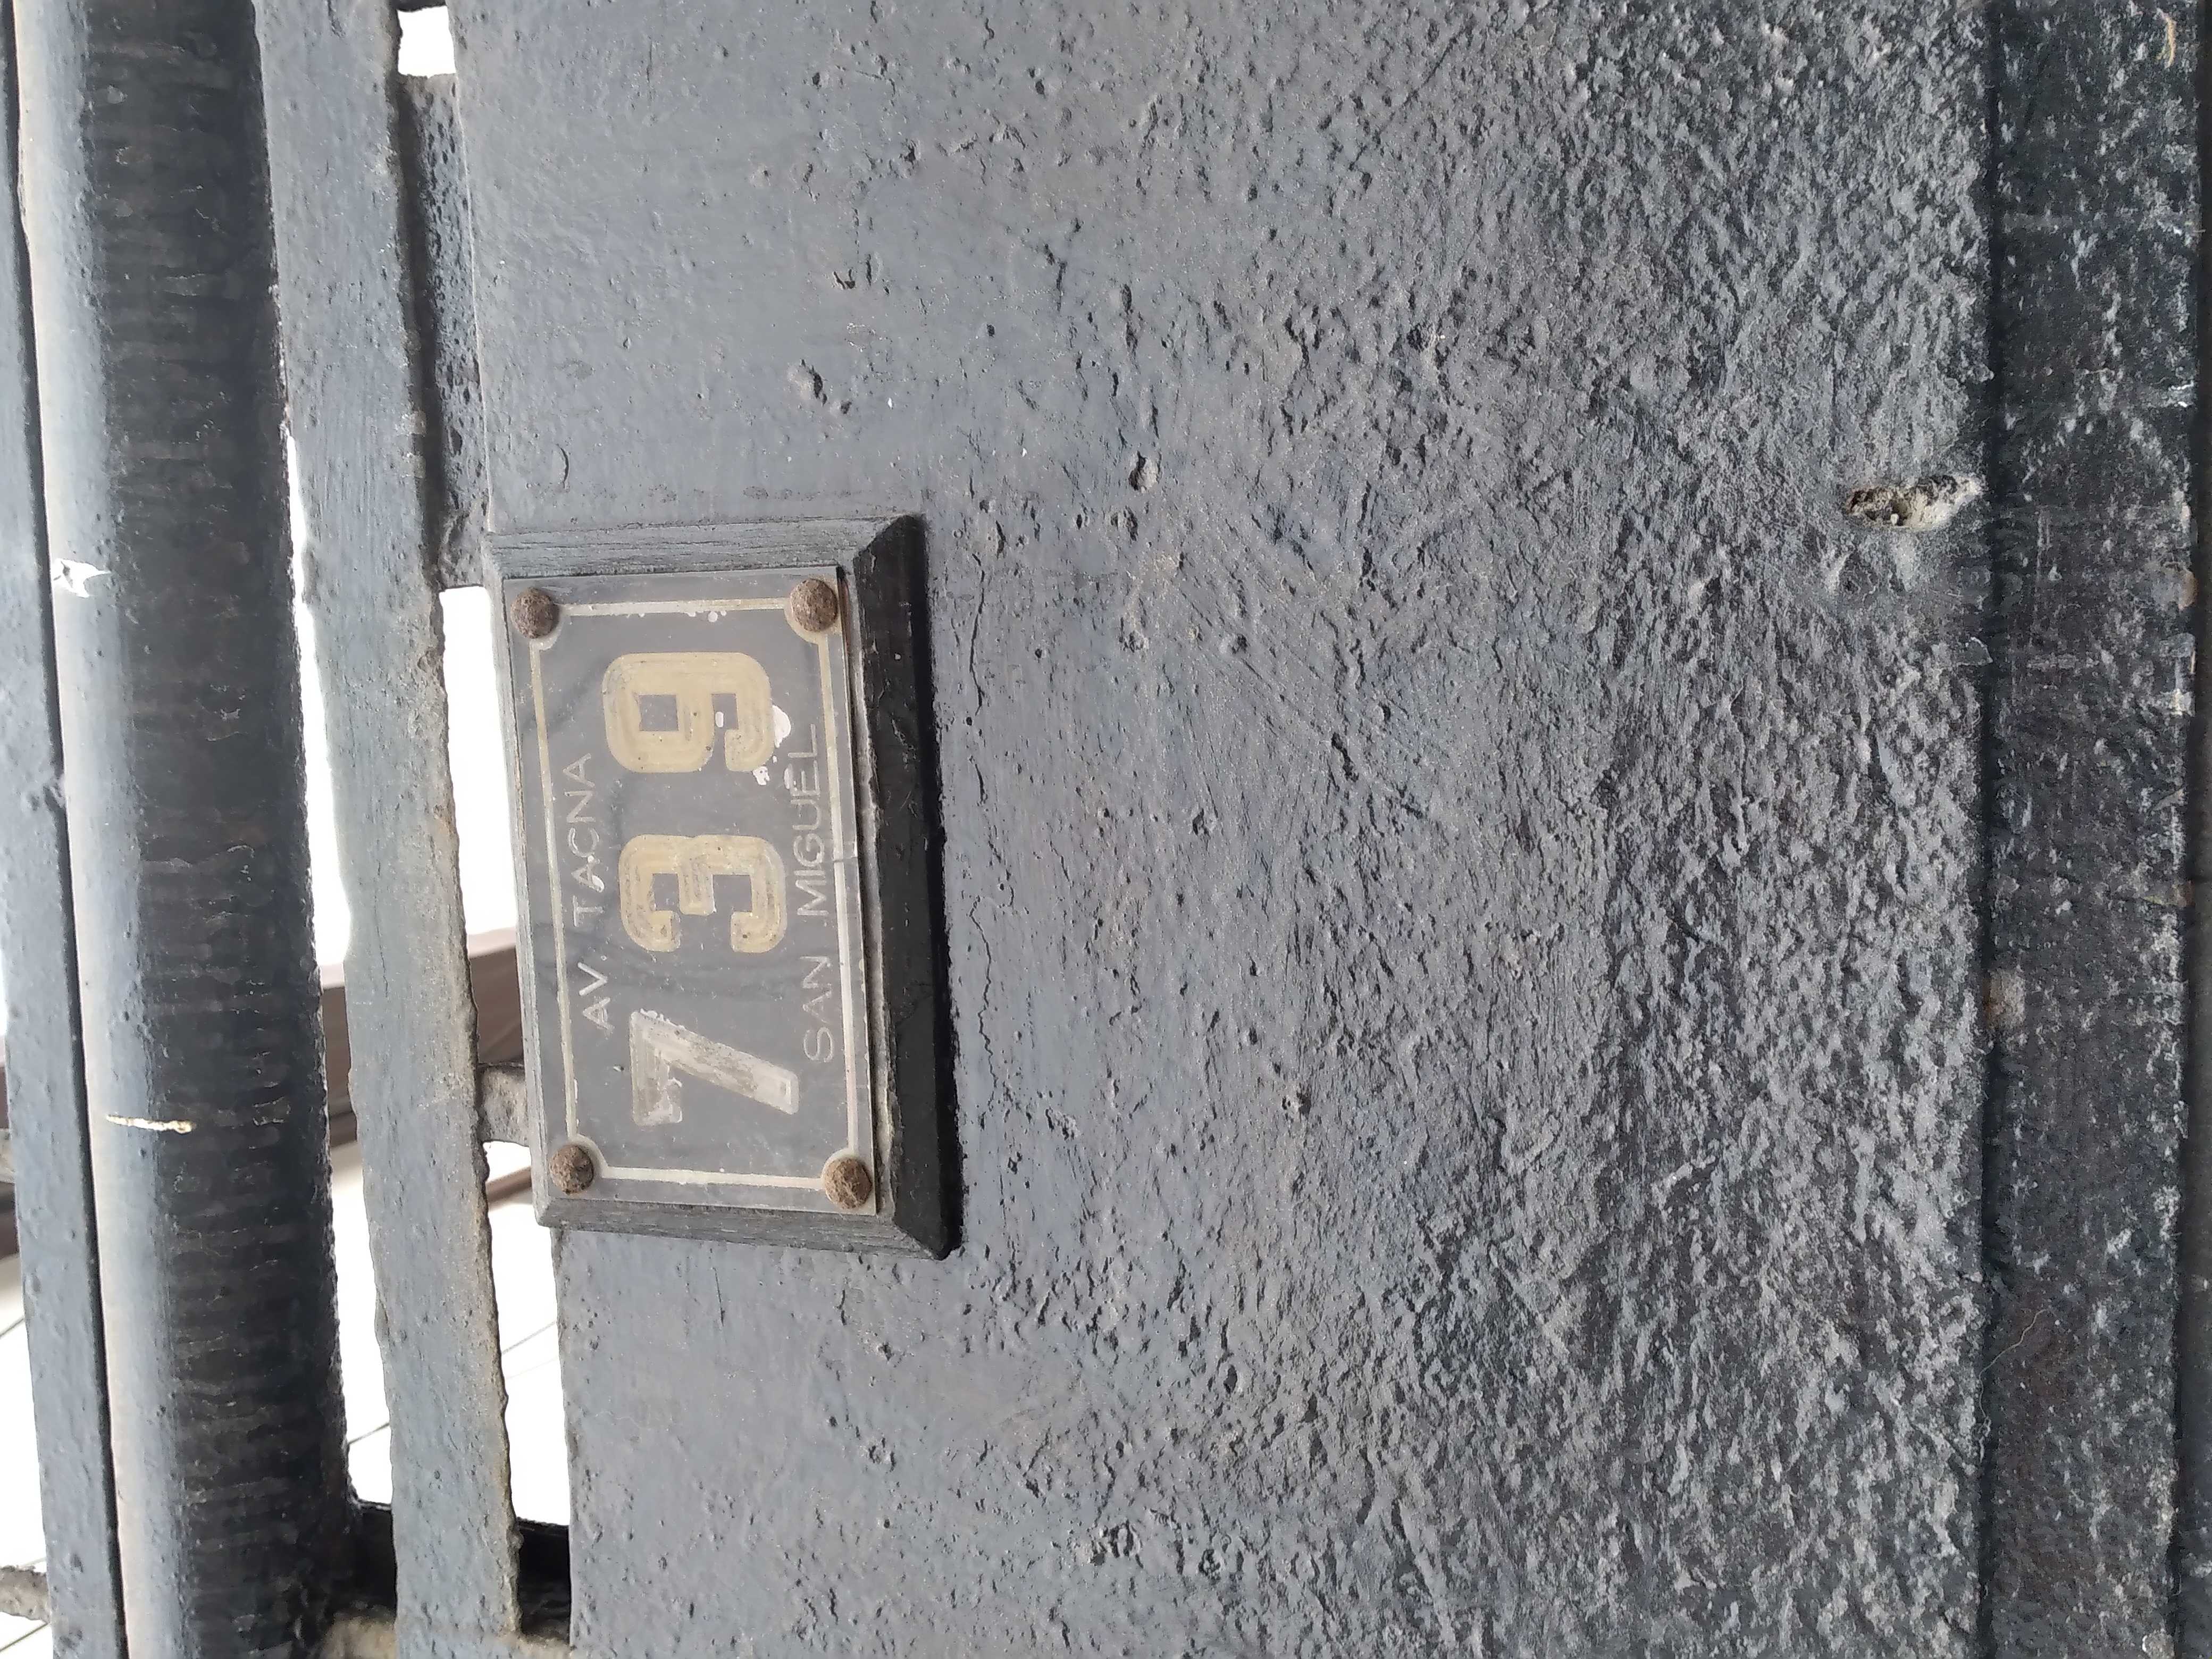 AV. TACNA
739
SAN MIGUEL